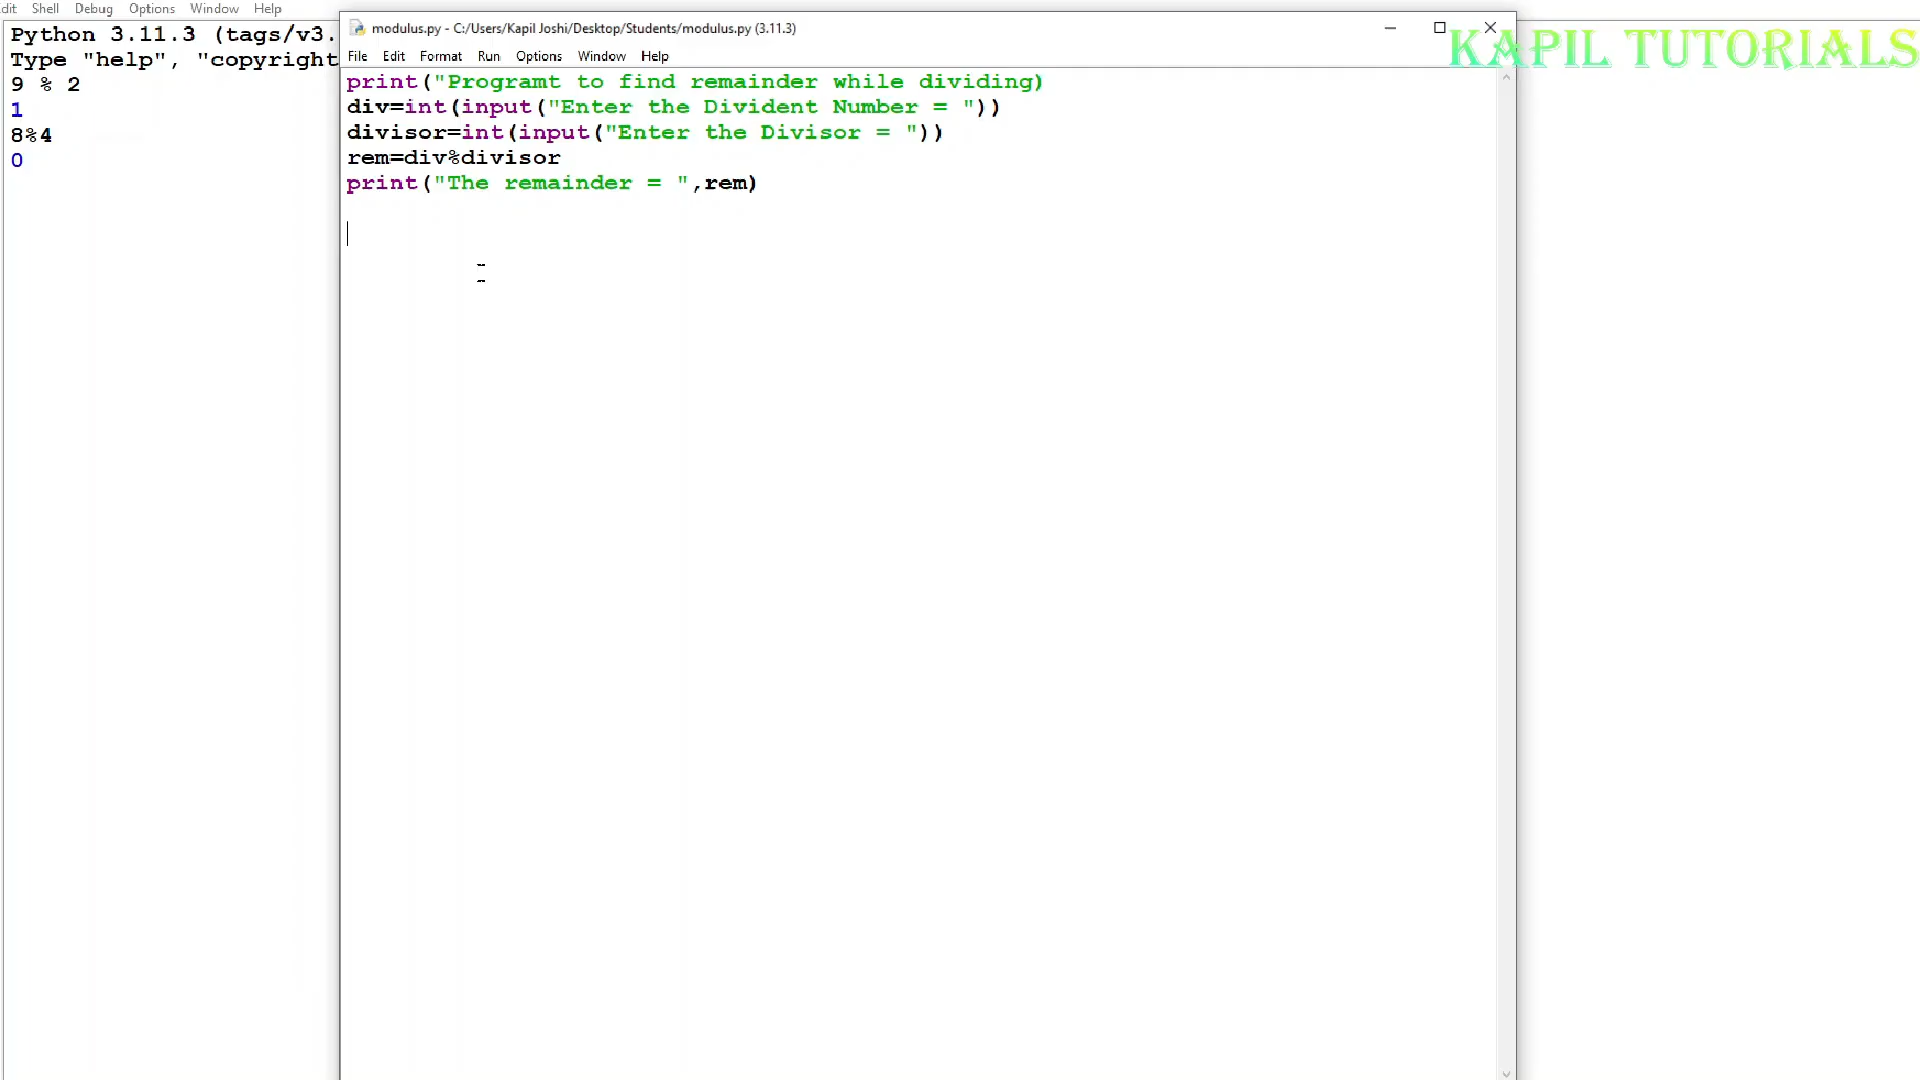 dit Shell Debug Options Window Help
Python 3.11.3 (tags/v3.
Type "help", "copyright
9 % 2
1
8%4
0
modulus.py - C:/Users/Kapil Joshi/Desktop/Students/modulus.py (3.11.3)
File Edit Format Run Options Window Help
print("Programt to find remainder while dividing)
div=int(input("Enter the Divident Number = "))
divisor=int(input("Enter the Divisor = "))
rem=div%divisor
print("The remainder = ",rem)
KAPIL TUTORIALS